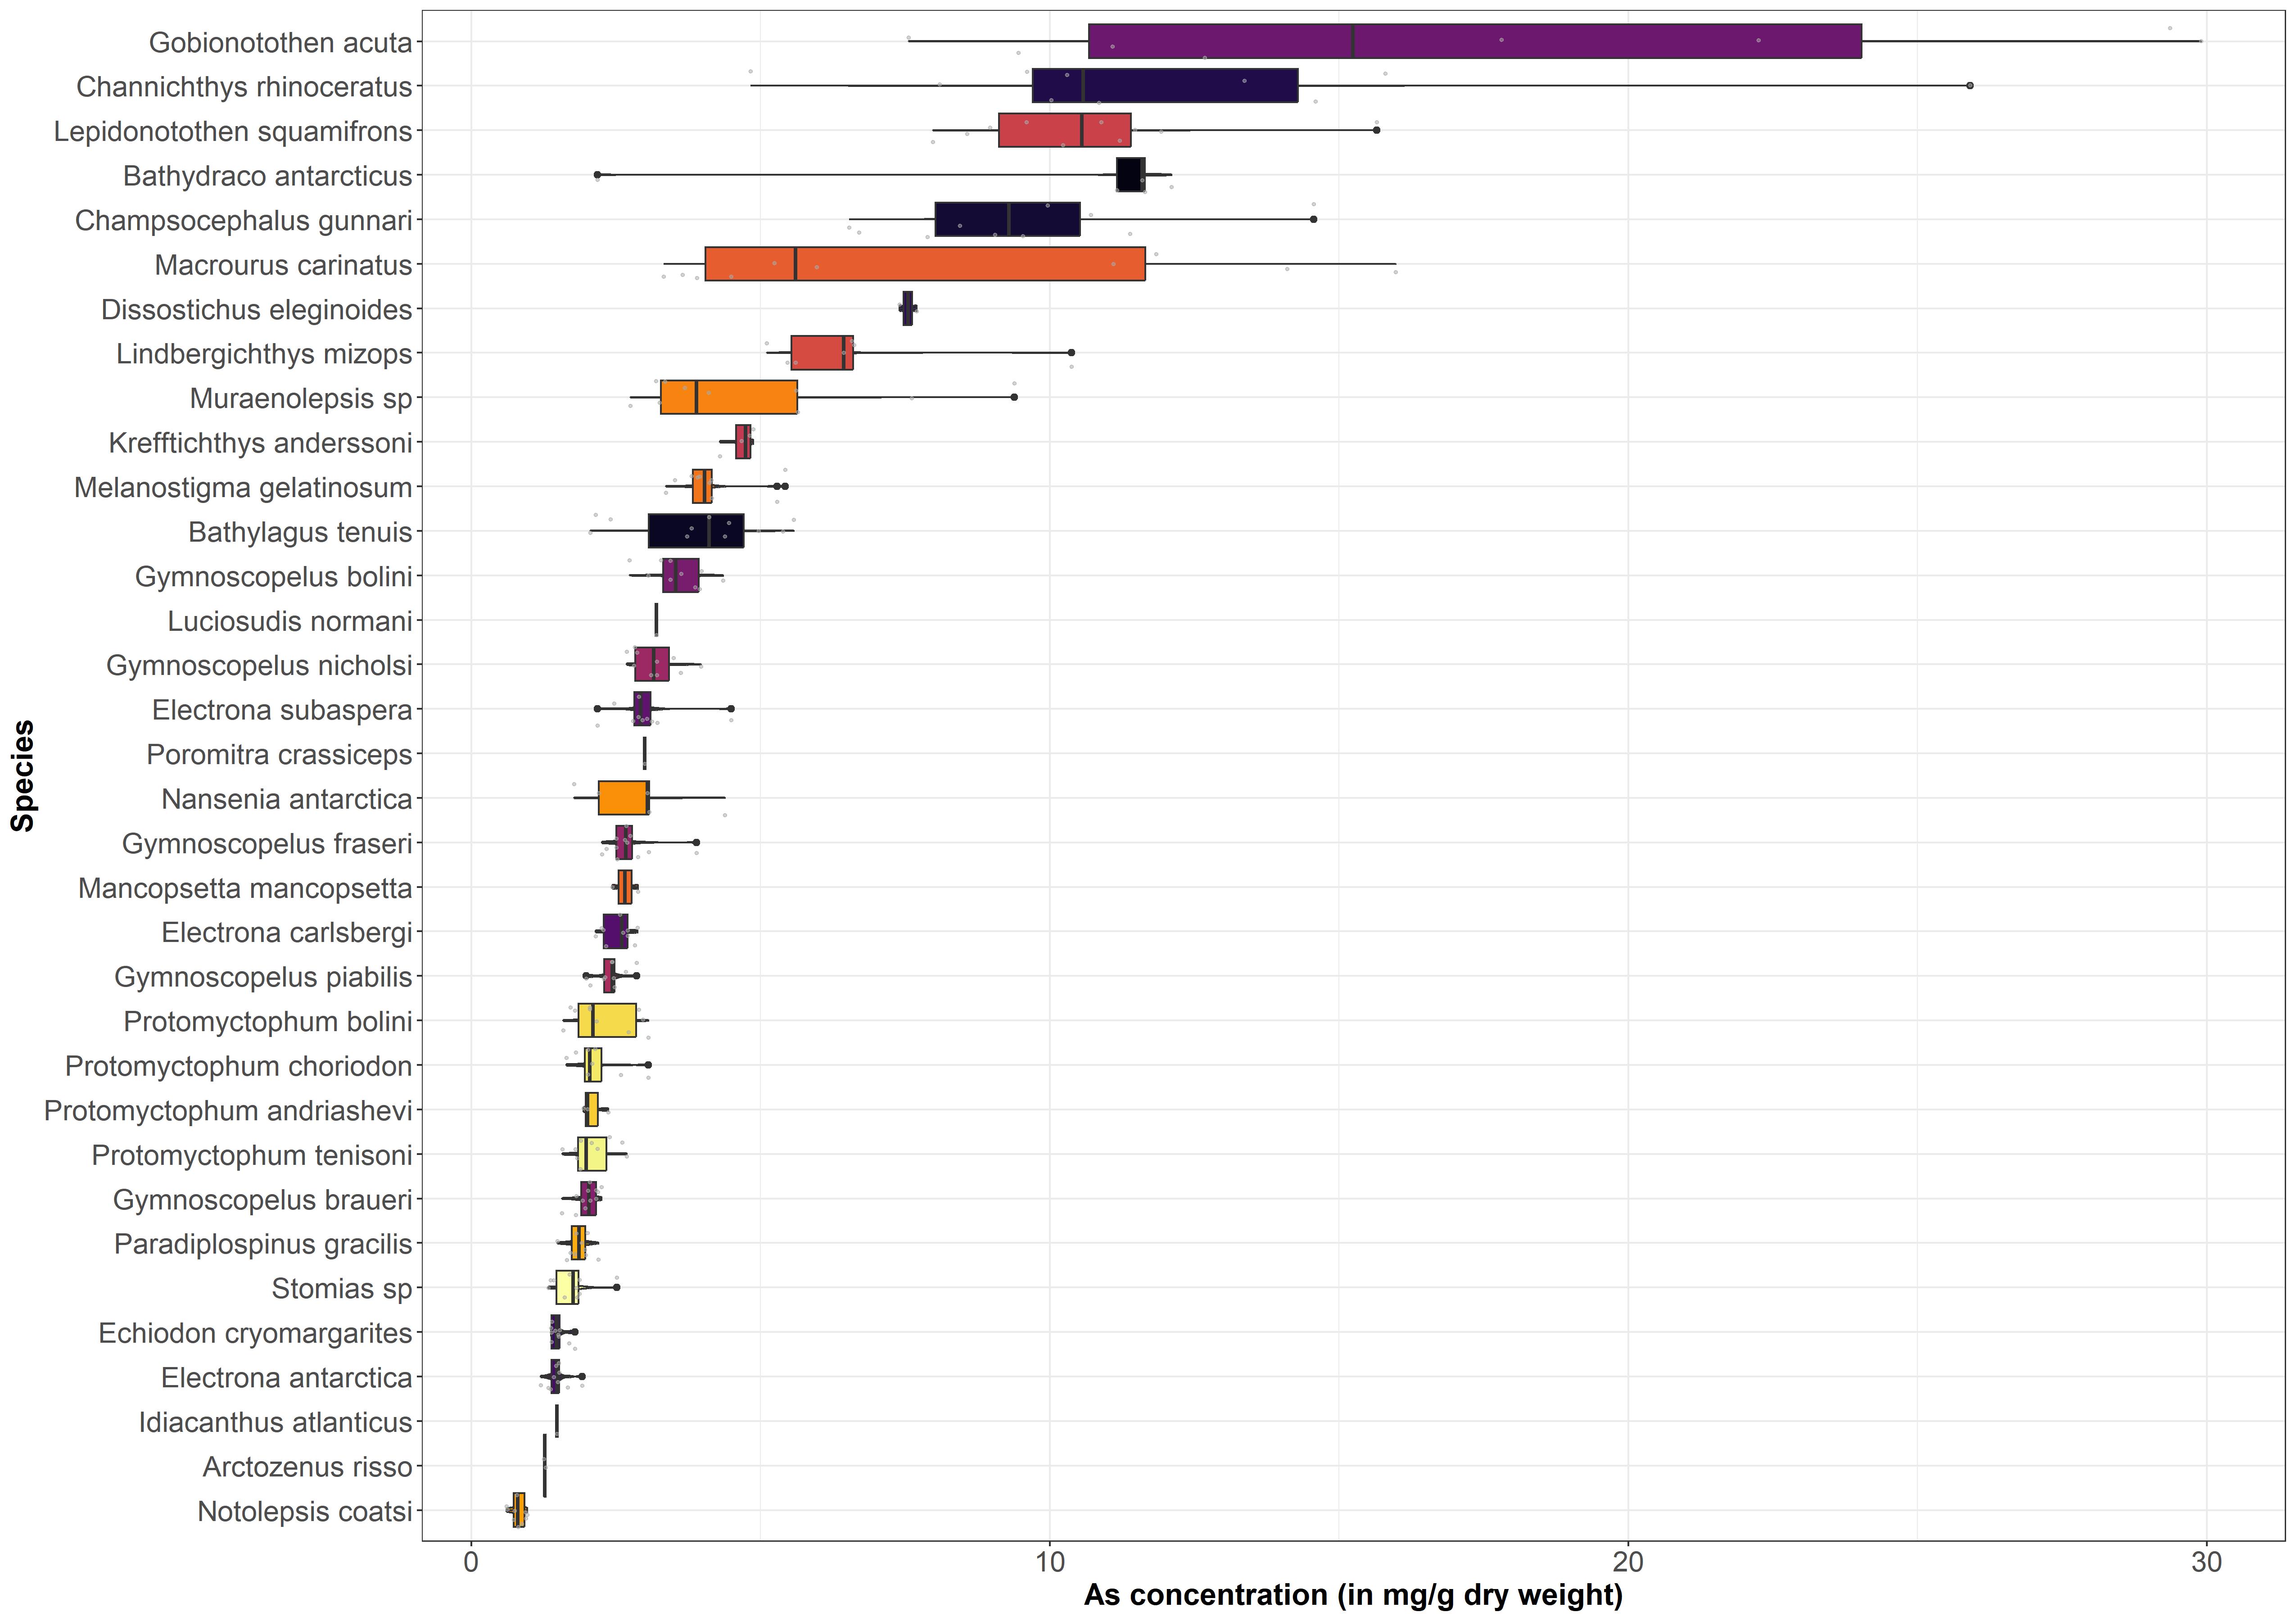 Gobionotothen acuta
Channichthys rhinoceratus
Lepidonotothen squamifrons
Bathydraco antarcticus
Champsocephalus gunnari
Macrourus carinatus
Dissostichus eleginoides
Lindbergichthys mizops
Muraenolepsis sp
Krefftichthys anderssoni
Melanostigma gelatinosum
Bathylagus tenuis
Gymnoscopelus bolini
Luciosudis normani
Gymnoscopelus nicholsi
Electrona subaspera
Poromitra crassiceps
Nansenia antarctica
Gymnoscopelus fraseri
Mancopsetta mancopsetta
Electrona carlsbergi
Gymnoscopelus piabilis
Protomyctophum bolini
Protomyctophum choriodon
Protomyctophum andriashevi
Protomyctophum tenisoni
Gymnoscopelus braueri
Paradiplospinus gracilis
Stomias sp
Echiodon cryomargarites
Electrona antarctica
Idiacanthus atlanticus
Arctozenus risso
Notolepsis coatsi
Species
0 10 20 30
As concentration (in mg/g dry weight)